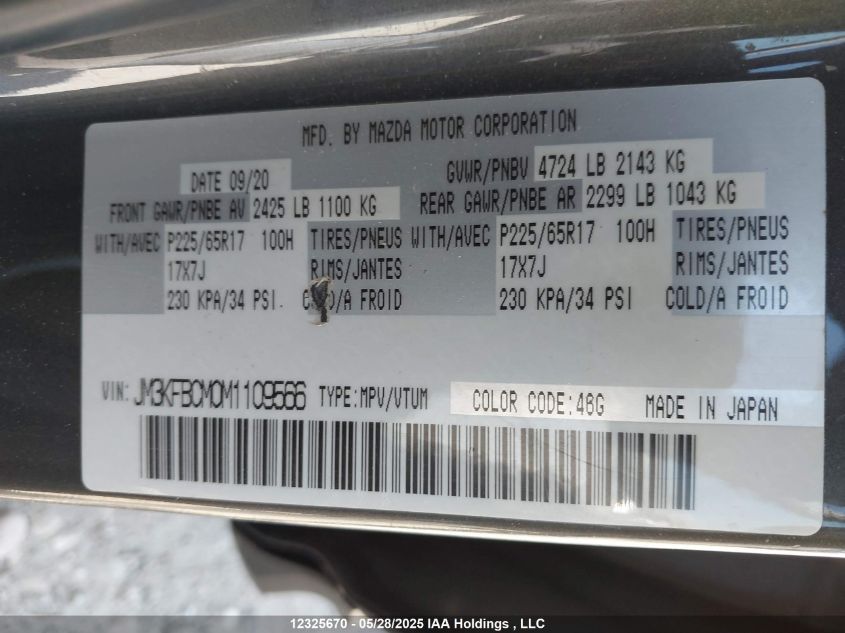 MFD. BY MAZDA MOTOR CORPORATION
DATE 09/20 GVWR/PNBV 4724 LB 2143 KG
FRONT GAWR/PNBE AV 2425 LB 1100 KG REAR GAWR/PNBE AR 2299 LB 1043 KG
WITH/AVEC P225/65R17 100H TIRES/PNEUS WITH/AVEC P225/65R17 100H TIRES/PNEUS
17X7J RIMS/JANTES 17X7J RIMS/JANTES
230 KPA/34 PSI COLD/A FROID 230 KPA/34 PSI COLD/A FROID
VIN: JM3KFBCM0M1109566 TYPE:MPV/VTUM COLOR CODE:46G MADE IN JAPAN
12325670 - 05/28/2025 IAA Holdings , LLC